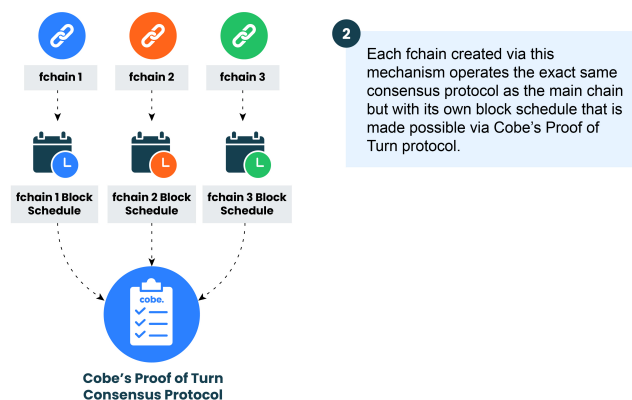 fchain 1
fchain 2
fchain 3
fchain 1 Block
Schedule
fchain 2 Block
Schedule
fchain 3 Block
Schedule
cobe.
Cobe's Proof of Turn
Consensus Protocol
2
Each fchain created via this
mechanism operates the exact same
consensus protocol as the main chain
but with its own block schedule that is
made possible via Cobe's Proof of
Turn protocol.